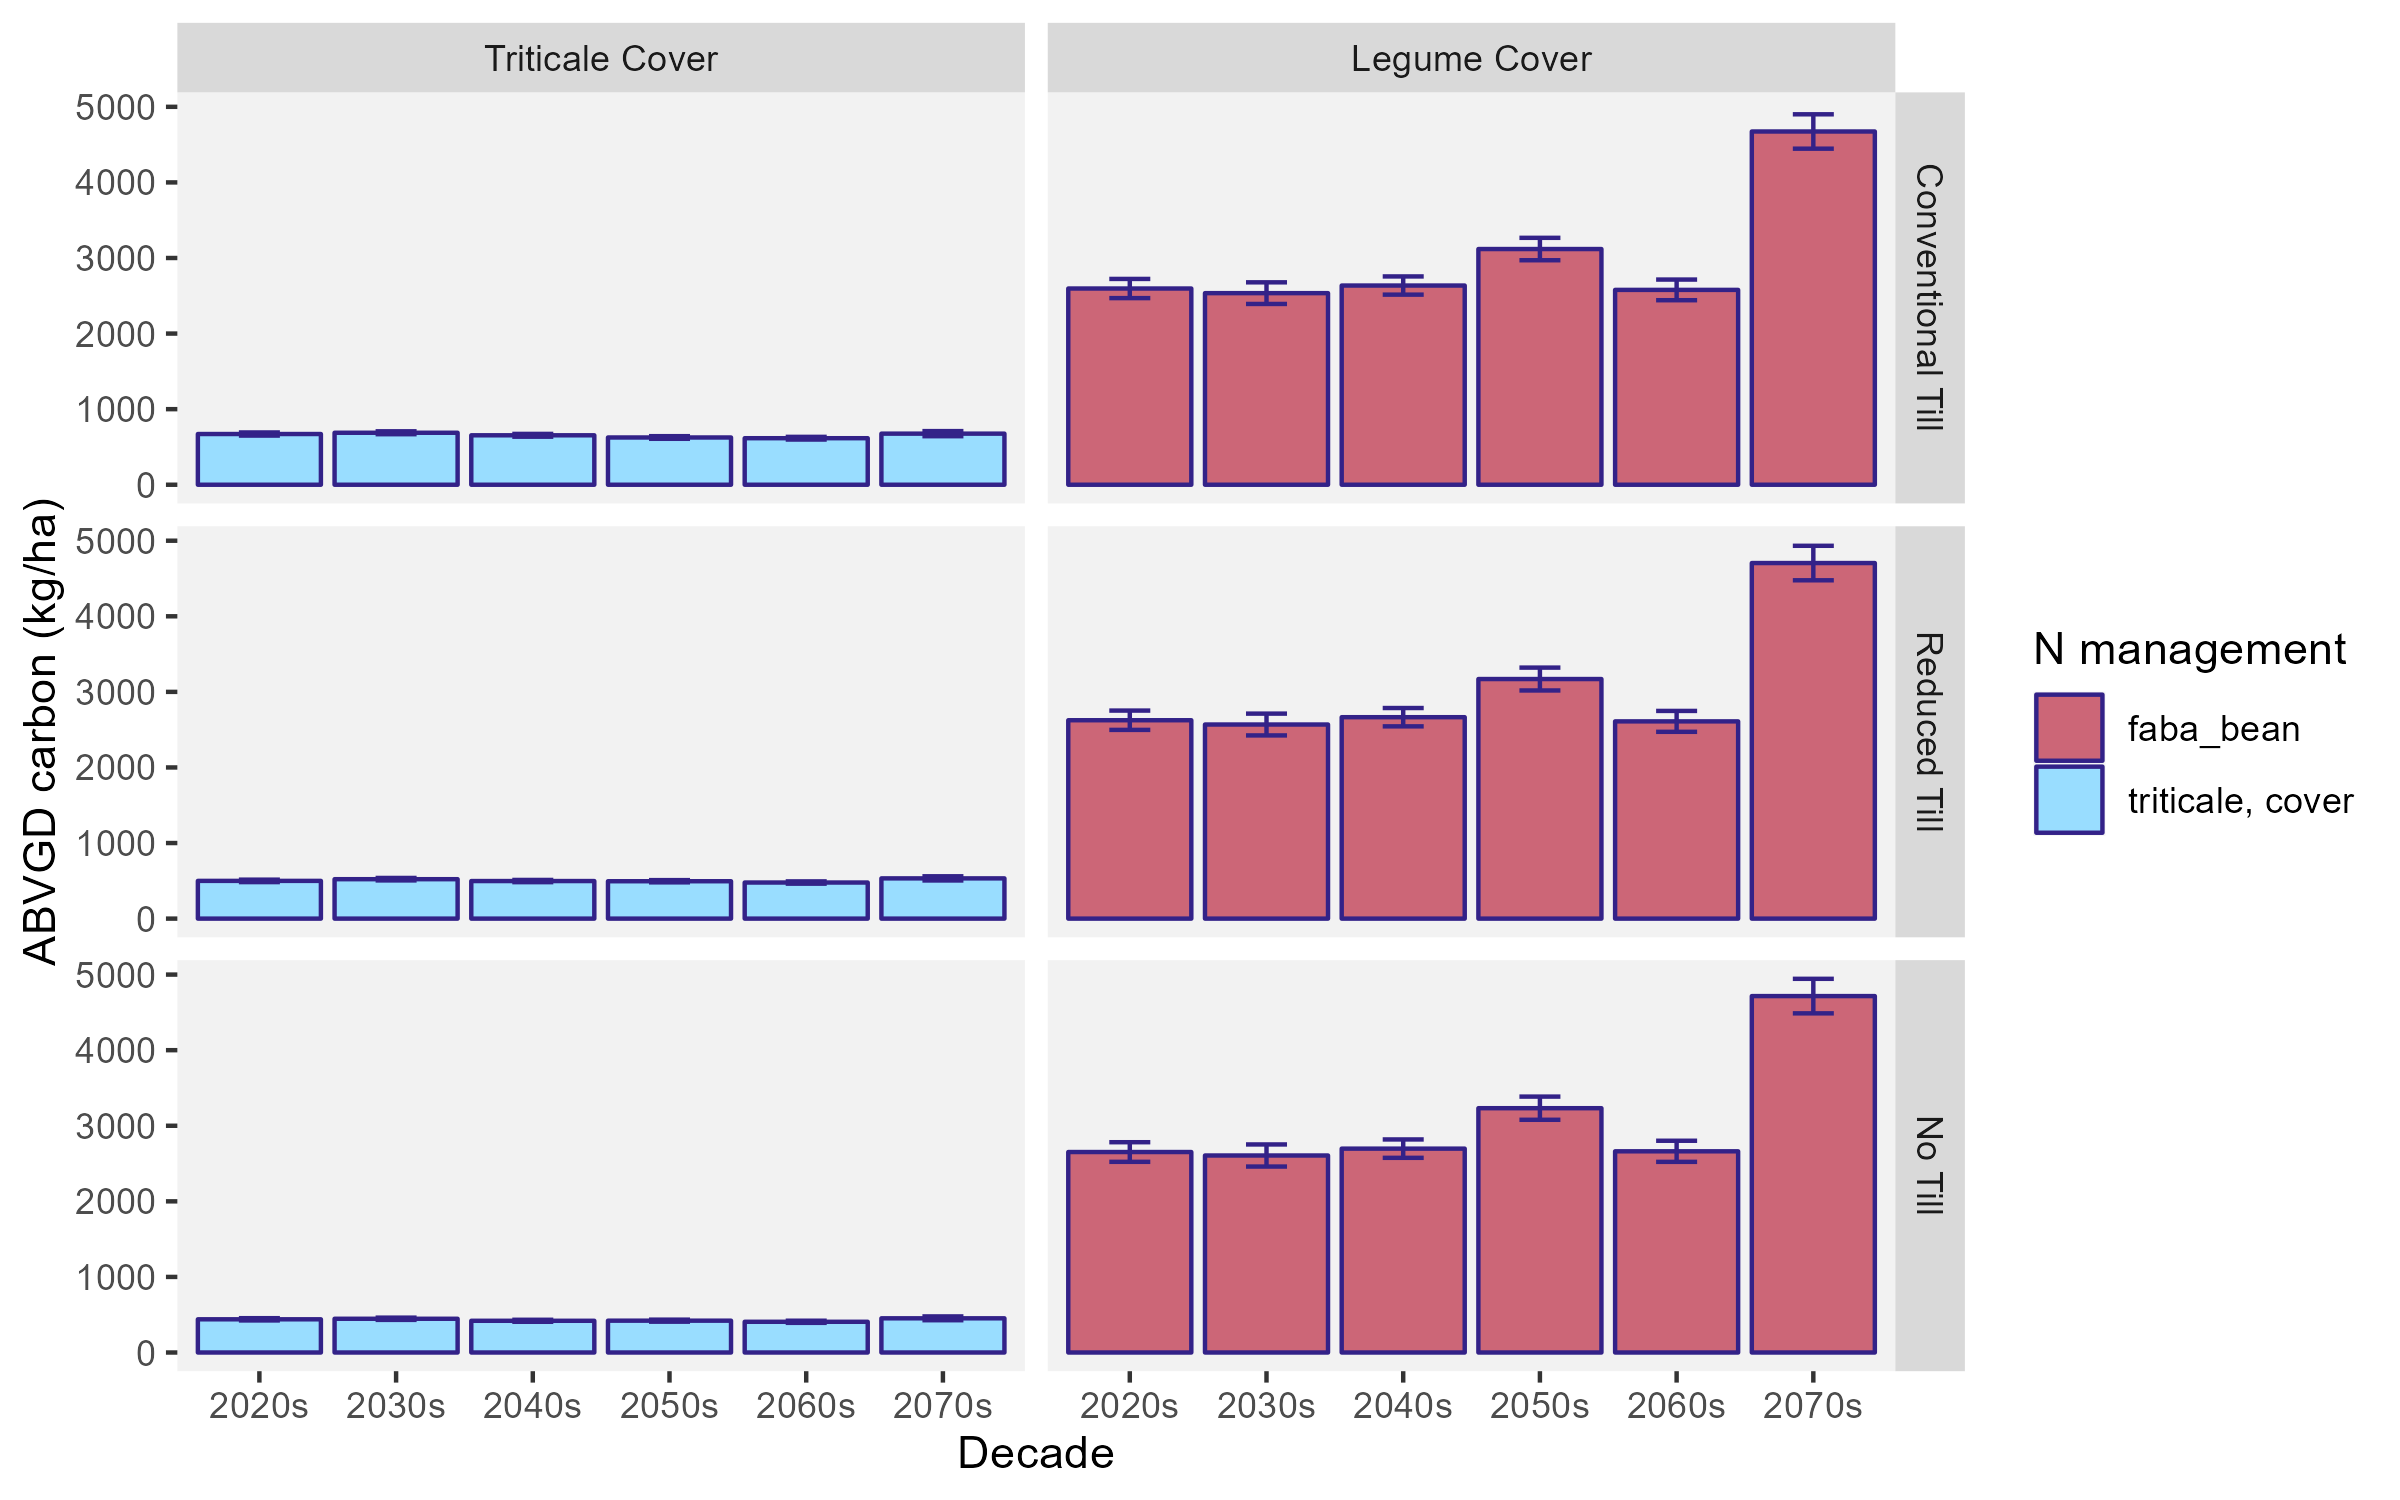 Triticale Cover
Legume Cover
5000
4000
3000
2000
1000
0
Conventional Till
5000
4000
3000
2000
1000
0
Reduced Till
5000
4000
3000
2000
1000
0
No Till
ABVGD carbon (kg/ha)
2020s 2030s 2040s 2050s 2060s 2070s
2020s 2030s 2040s 2050s 2060s 2070s
Decade
N management
faba_bean
triticale, cover